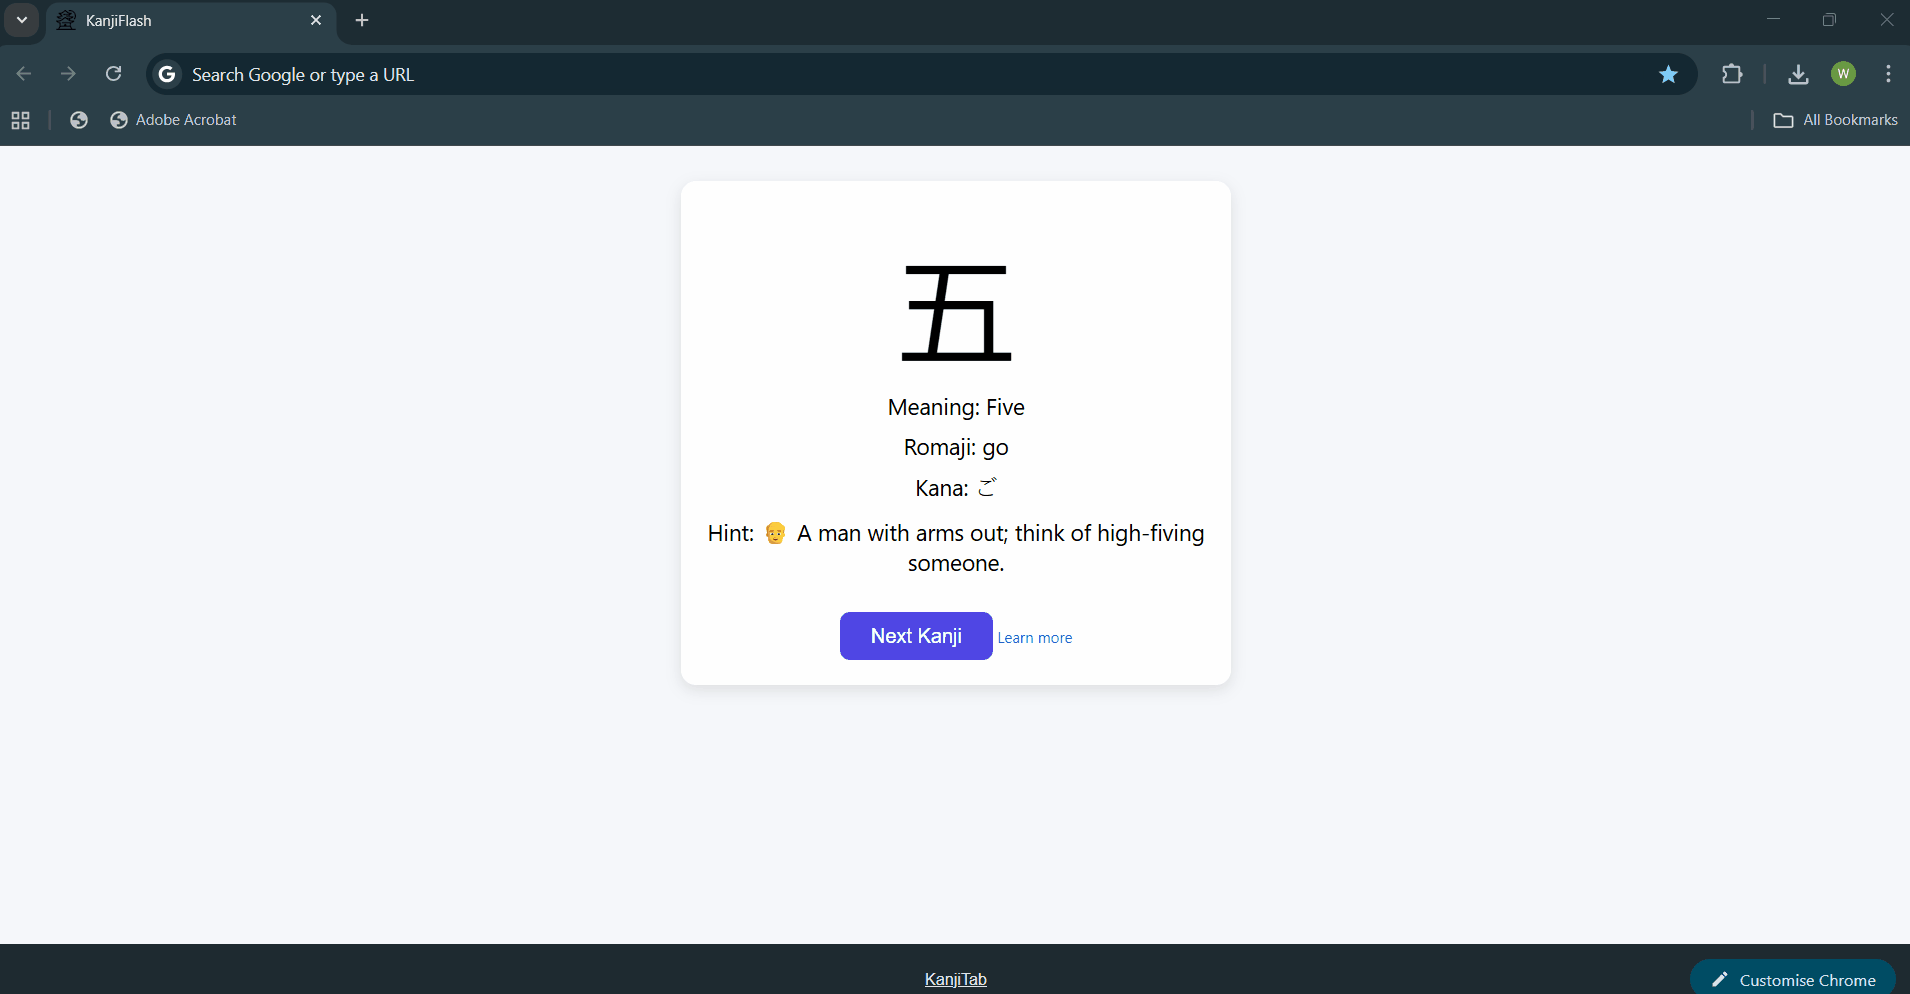 KanjiFlash
Search Google or type a URL
W
Adobe Acrobat
All Bookmarks
五
Meaning: Five
Romaji: go
Kana: ご
Hint: 👴 A man with arms out; think of high-fiving
someone.
Next Kanji
Learn more
KanjiTab
Customise Chrome